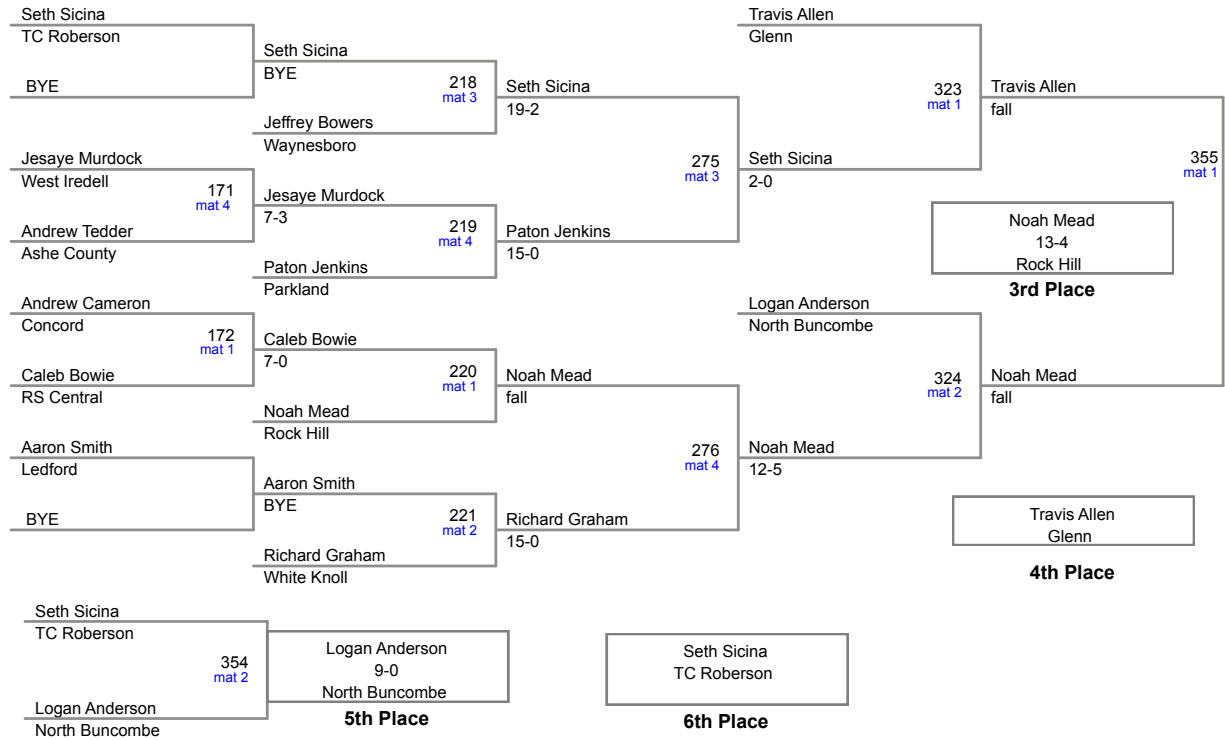 Seth Sicina
TC Roberson
BYE
Jesaye Murdock
West Iredell
171
mat 4
Andrew Tedder
Ashe County
Andrew Cameron
Concord
172
mat 1
Caleb Bowie
RS Central
Aaron Smith
Ledford
BYE
Seth Sicina
BYE
218
mat 3
Jeffrey Bowers
Waynesboro
Jesaye Murdock
7-3
219
mat 4
Paton Jenkins
Parkland
Caleb Bowie
7-0
220
mat 1
Noah Mead
Rock Hill
Aaron Smith
BYE
221
mat 2
Richard Graham
White Knoll
Seth Sicina
19-2
275
mat 3
Paton Jenkins
15-0
Noah Mead
fall
276
mat 4
Richard Graham
15-0
Travis Allen
Glenn
323
mat 1
Seth Sicina
2-0
Logan Anderson
North Buncombe
324
mat 2
Noah Mead
12-5
Travis Allen
fall
355
mat 1
Noah Mead
fall
Noah Mead
13-4
Rock Hill
3rd Place
Travis Allen
Glenn
4th Place
Seth Sicina
TC Roberson
354
mat 2
Logan Anderson
North Buncombe
Logan Anderson
9-0
North Buncombe
5th Place
Seth Sicina
TC Roberson
6th Place